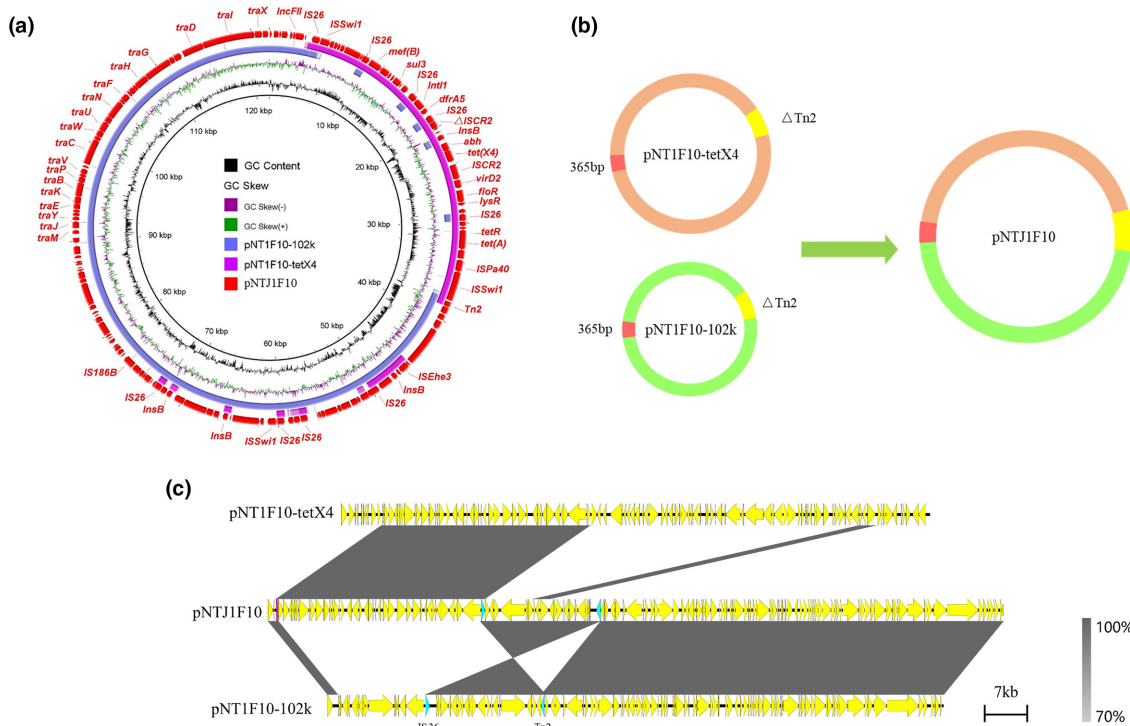 (a)
traX
IncFII
IS26
ISSwi1
IS26
mef(B)
sul3
IS26
IntI1
dfrA5
IS26
△ISCR2
InsB
abh
tet(X4)
ISCR2
virD2
floR
lysR
IS26
tetR
tet(A)
ISPa40
ISSwi1
Tn2
ISEhe3
InsB
IS26
IS26
IS26
ISSwi1
InsB
InsB
IS26
IS186B
traM
traJ
traY
traE
traK
traB
traP
traV
traC
traW
traU
traN
traF
traH
traG
traD
traI
120 kbp
10 kbp
20 kbp
30 kbp
40 kbp
50 kbp
60 kbp
70 kbp
80 kbp
90 kbp
100 kbp
110 kbp
GC Content
GC Skew
GC Skew(-)
GC Skew(+)
pNT1F10-102k
pNT1F10-tetX4
pNTJ1F10
(b)
△Tn2
pNT1F10-tetX4
365bp
△Tn2
pNT1F10-102k
365bp
pNTJ1F10
(c)
pNT1F10-tetX4
pNTJ1F10
pNT1F10-102k
IS26
Tn2
7kb
100%
70%